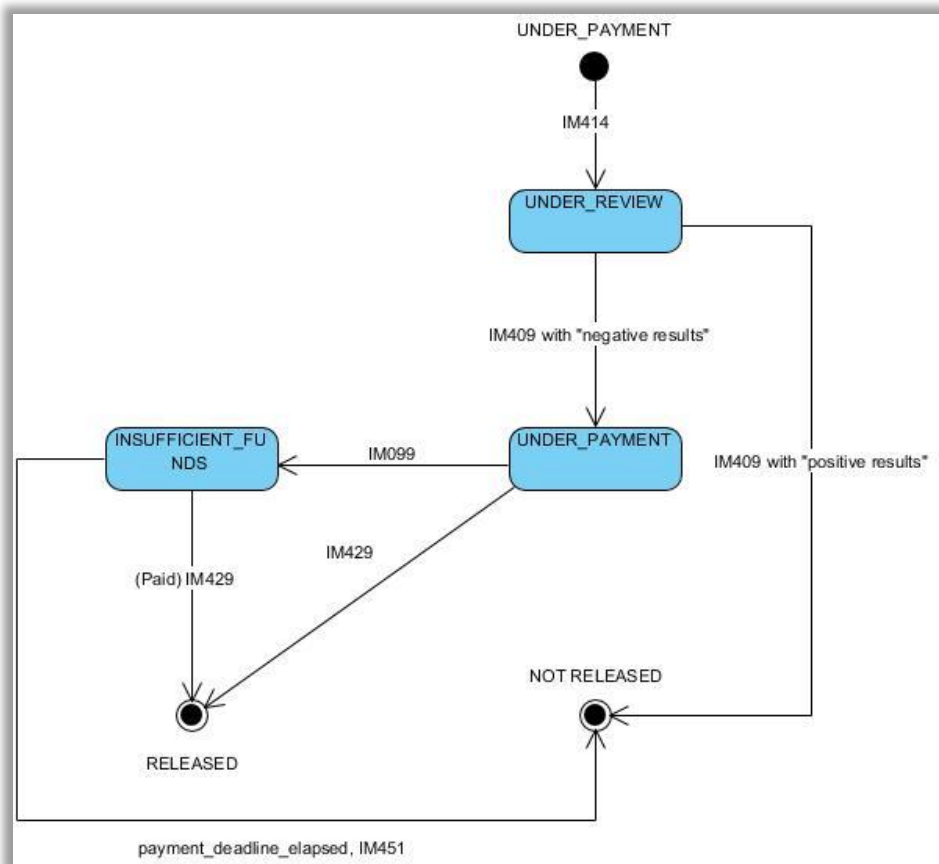 UNDER_PAYMENT
IM414
UNDER_REVIEW
IM409 with "negative results"
INSUFFICIENT_FU
NDS
IM099
UNDER_PAYMENT
IM409 with "positive results"
IM429
(Paid) IM429
NOT RELEASED
RELEASED
payment_deadline_elapsed, IM451